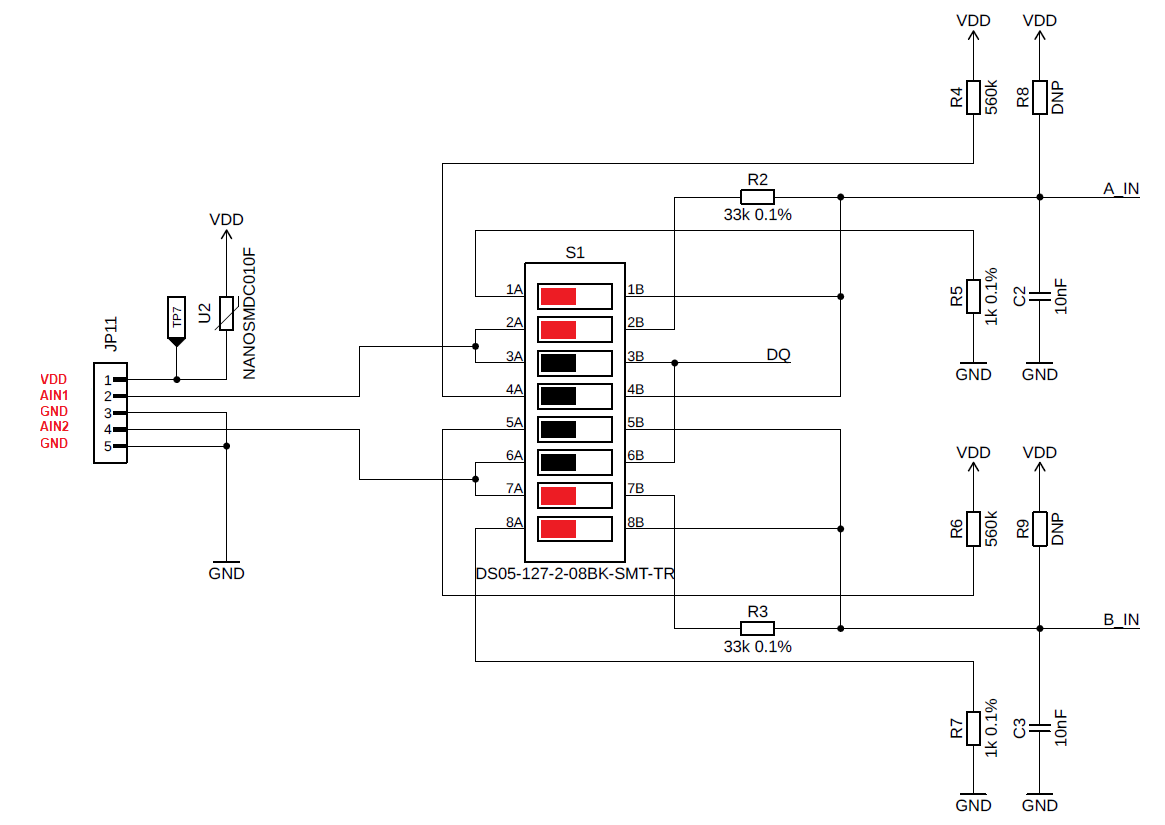 VDD VDD
R4 560k R8 DNP
R2 A_IN
33k 0.1%
VDD
S1
U2 NANOSMDC010F
TP7
JP11
1A 1B
2A 2B
3A 3B DQ
4A 4B
5A 5B
6A 6B
7A 7B
8A 8B
DS05-127-2-08BK-SMT-TR
R5 1k 0.1% C2 10nF
GND GND
VDD 1
AIN1 2
GND 3
AIN2 4
GND 5
GND
VDD VDD
R6 560k R9 DNP
R3 B_IN
33k 0.1%
R7 1k 0.1% C3 10nF
GND GND